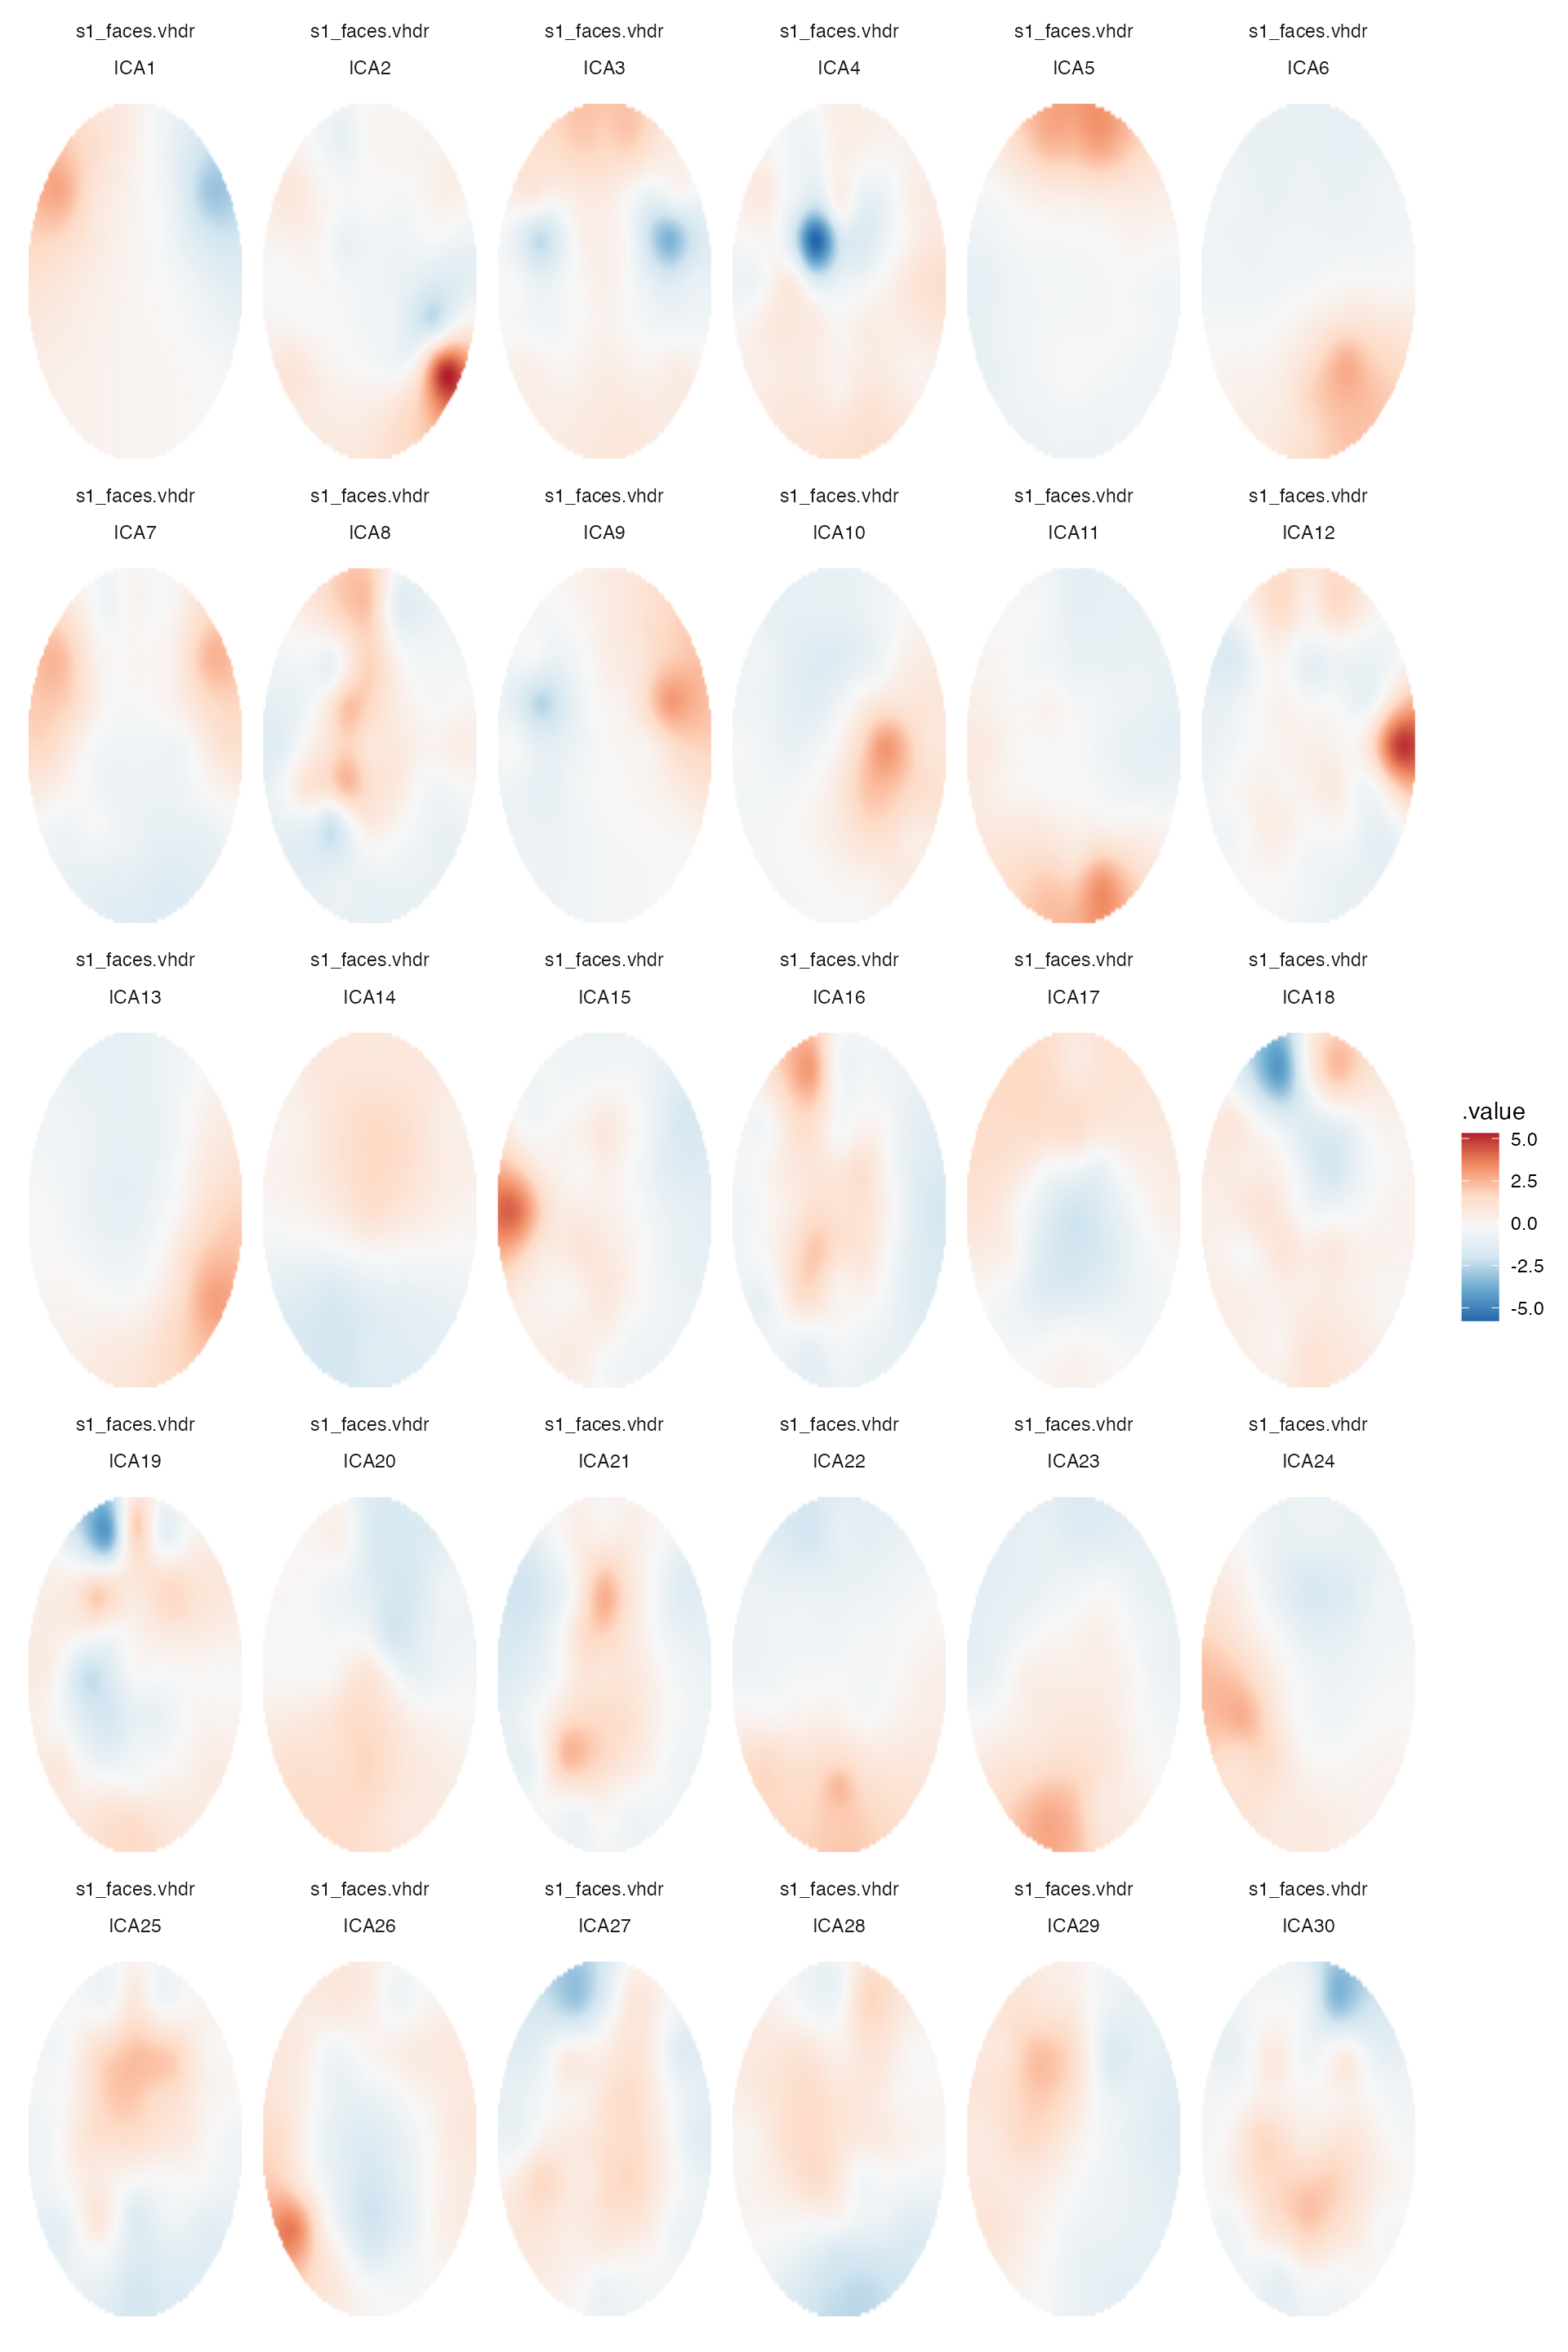 s1_faces.vhdr s1_faces.vhdr s1_faces.vhdr s1_faces.vhdr s1_faces.vhdr s1_faces.vhdr
ICA1 ICA2 ICA3 ICA4 ICA5 ICA6
s1_faces.vhdr s1_faces.vhdr s1_faces.vhdr s1_faces.vhdr s1_faces.vhdr s1_faces.vhdr
ICA7 ICA8 ICA9 ICA10 ICA11 ICA12
s1_faces.vhdr s1_faces.vhdr s1_faces.vhdr s1_faces.vhdr s1_faces.vhdr s1_faces.vhdr
ICA13 ICA14 ICA15 ICA16 ICA17 ICA18
.value
5.0
2.5
0.0
-2.5
-5.0
s1_faces.vhdr s1_faces.vhdr s1_faces.vhdr s1_faces.vhdr s1_faces.vhdr s1_faces.vhdr
ICA19 ICA20 ICA21 ICA22 ICA23 ICA24
s1_faces.vhdr s1_faces.vhdr s1_faces.vhdr s1_faces.vhdr s1_faces.vhdr s1_faces.vhdr
ICA25 ICA26 ICA27 ICA28 ICA29 ICA30